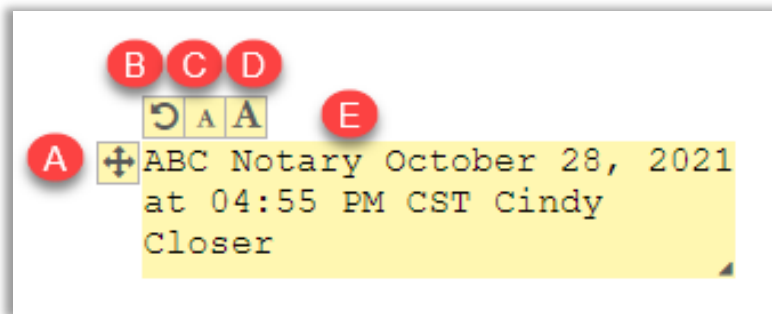 B C D
A A
E
A
ABC Notary October 28, 2021
at 04:55 PM CST Cindy
Closer